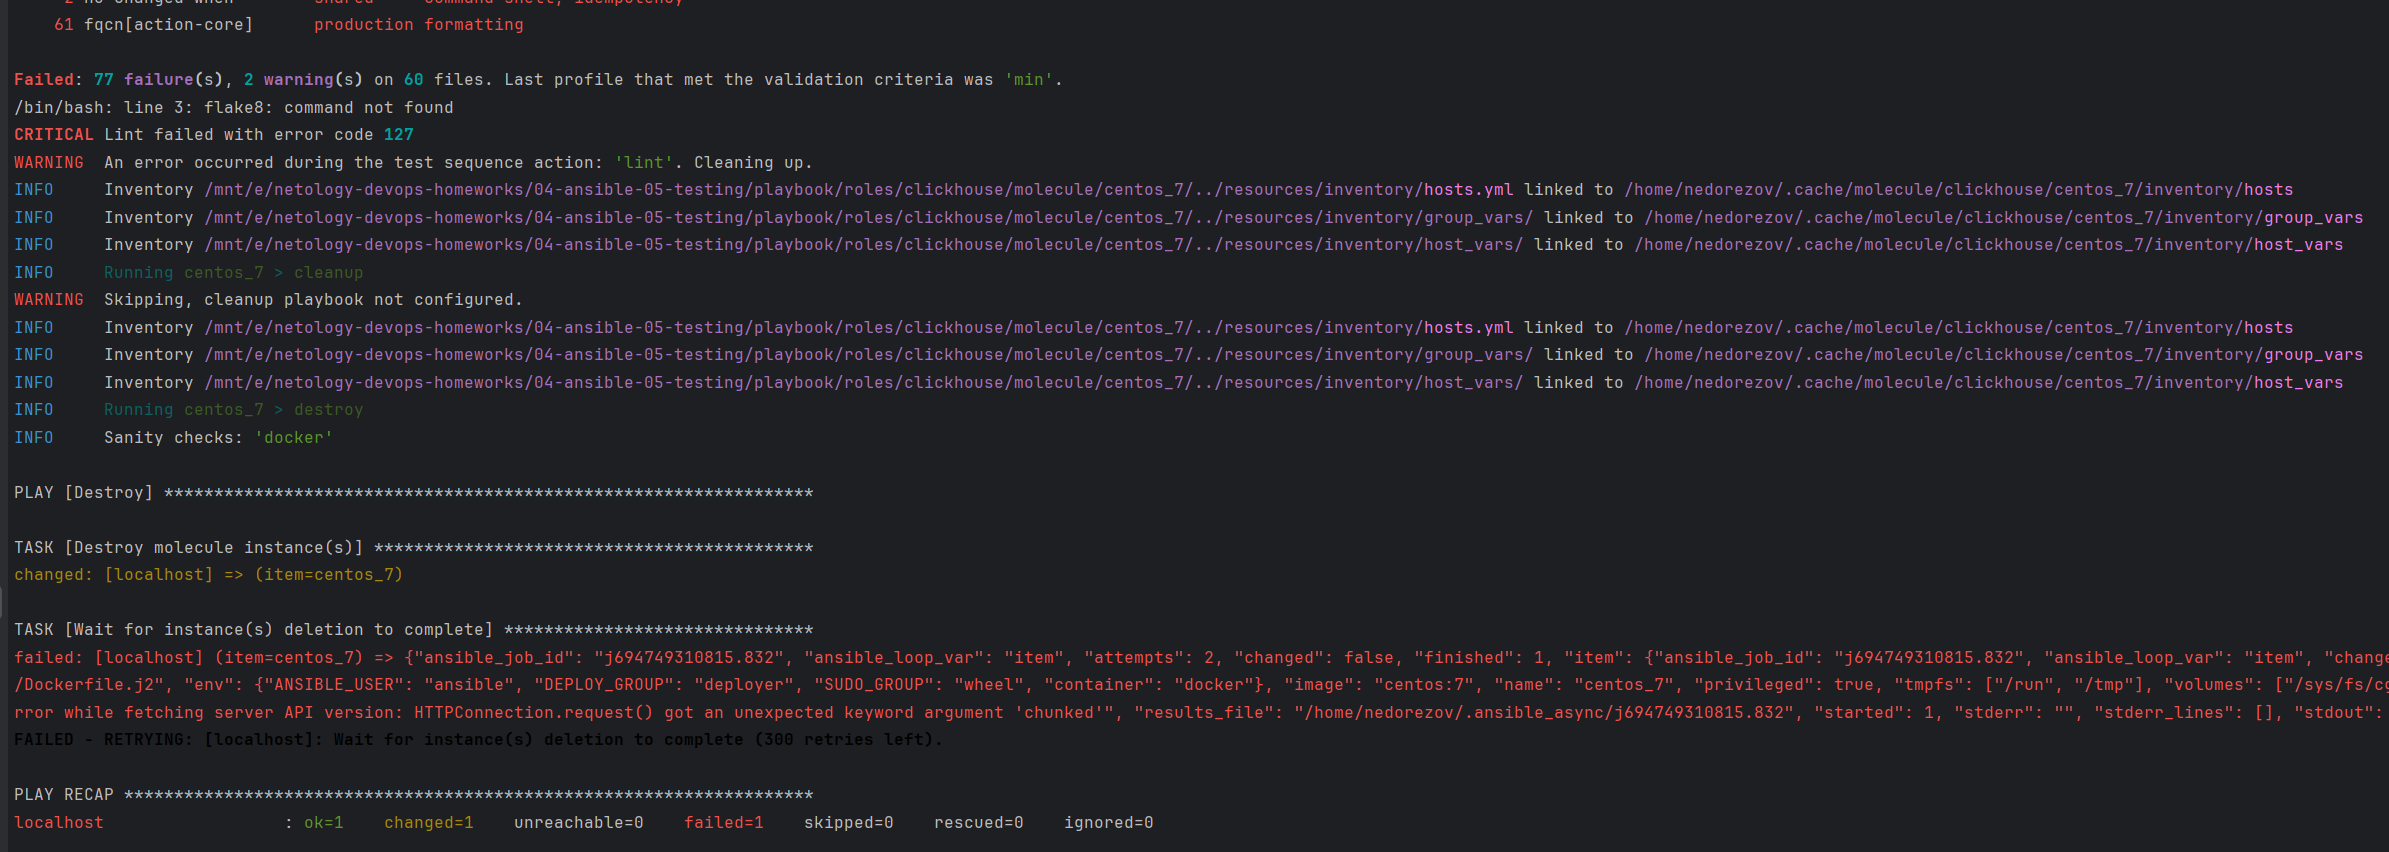 2 no-changed-when        shared     command-shell, idempotency
61 fqcn[action-core]      production formatting
Failed: 77 failure(s), 2 warning(s) on 60 files. Last profile that met the validation criteria was 'min'.
/bin/bash: line 3: flake8: command not found
CRITICAL Lint failed with error code 127
WARNING  An error occurred during the test sequence action: 'lint'. Cleaning up.
INFO     Inventory /mnt/e/netology-devops-homeworks/04-ansible-05-testing/playbook/roles/clickhouse/molecule/centos_7/../resources/inventory/hosts.yml linked to /home/nedorezov/.cache/molecule/clickhouse/centos_7/inventory/hosts
INFO     Inventory /mnt/e/netology-devops-homeworks/04-ansible-05-testing/playbook/roles/clickhouse/molecule/centos_7/../resources/inventory/group_vars/ linked to /home/nedorezov/.cache/molecule/clickhouse/centos_7/inventory/group_vars
INFO     Inventory /mnt/e/netology-devops-homeworks/04-ansible-05-testing/playbook/roles/clickhouse/molecule/centos_7/../resources/inventory/host_vars/ linked to /home/nedorezov/.cache/molecule/clickhouse/centos_7/inventory/host_vars
INFO     Running centos_7 > cleanup
WARNING  Skipping, cleanup playbook not configured.
INFO     Inventory /mnt/e/netology-devops-homeworks/04-ansible-05-testing/playbook/roles/clickhouse/molecule/centos_7/../resources/inventory/hosts.yml linked to /home/nedorezov/.cache/molecule/clickhouse/centos_7/inventory/hosts
INFO     Inventory /mnt/e/netology-devops-homeworks/04-ansible-05-testing/playbook/roles/clickhouse/molecule/centos_7/../resources/inventory/group_vars/ linked to /home/nedorezov/.cache/molecule/clickhouse/centos_7/inventory/group_vars
INFO     Inventory /mnt/e/netology-devops-homeworks/04-ansible-05-testing/playbook/roles/clickhouse/molecule/centos_7/../resources/inventory/host_vars/ linked to /home/nedorezov/.cache/molecule/clickhouse/centos_7/inventory/host_vars
INFO     Running centos_7 > destroy
INFO     Sanity checks: 'docker'
PLAY [Destroy] *****************************************************************
TASK [Destroy molecule instance(s)] ********************************************
changed: [localhost] => (item=centos_7)
TASK [Wait for instance(s) deletion to complete] *******************************
failed: [localhost] (item=centos_7) => {"ansible_job_id": "j694749310815.832", "ansible_loop_var": "item", "attempts": 2, "changed": false, "finished": 1, "item": {"ansible_job_id": "j694749310815.832", "ansible_loop_var": "item", "change
/Dockerfile.j2", "env": {"ANSIBLE_USER": "ansible", "DEPLOY_GROUP": "deployer", "SUDO_GROUP": "wheel", "container": "docker"}, "image": "centos:7", "name": "centos_7", "privileged": true, "tmpfs": ["/run", "/tmp"], "volumes": ["/sys/fs/cg
rror while fetching server API version: HTTPConnection.request() got an unexpected keyword argument 'chunked'", "results_file": "/home/nedorezov/.ansible_async/j694749310815.832", "started": 1, "stderr": "", "stderr_lines": [], "stdout":
FAILED - RETRYING: [localhost]: Wait for instance(s) deletion to complete (300 retries left).
PLAY RECAP *********************************************************************
localhost                  : ok=1    changed=1    unreachable=0    failed=1    skipped=0    rescued=0    ignored=0